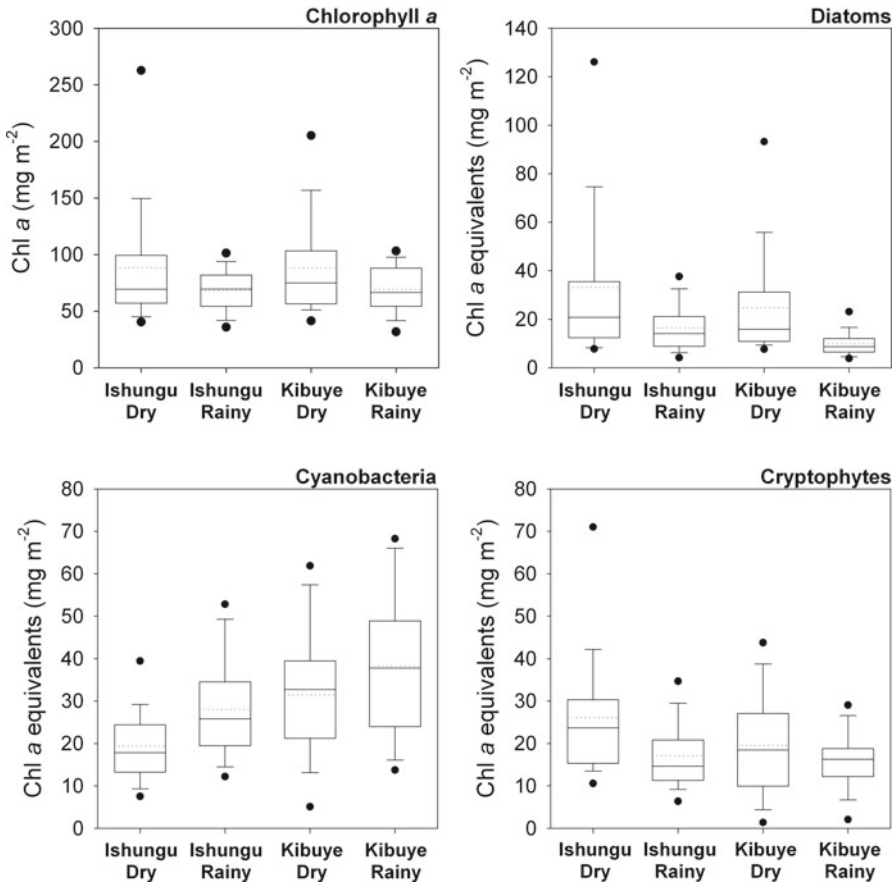 Chlorophyll a
Chl a (mg m-2)
300
250
200
150
100
50
0
Ishungu Dry
Ishungu Rainy
Kibuye Dry
Kibuye Rainy
Diatoms
Chl a equivalents (mg m-2)
140
120
100
80
60
40
20
0
Ishungu Dry
Ishungu Rainy
Kibuye Dry
Kibuye Rainy
Cyanobacteria
Chl a equivalents (mg m-2)
80
70
60
50
40
30
20
10
0
Ishungu Dry
Ishungu Rainy
Kibuye Dry
Kibuye Rainy
Cryptophytes
Chl a equivalents (mg m-2)
80
70
60
50
40
30
20
10
0
Ishungu Dry
Ishungu Rainy
Kibuye Dry
Kibuye Rainy